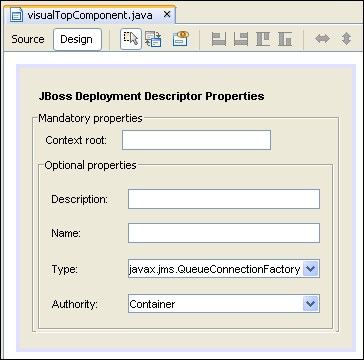 visualTopComponent.java
Source Design
JBoss Deployment Descriptor Properties
Mandatory properties
Context root:
Optional properties
Description:
Name:
Type: javax.jms.QueueConnectionFactory
Authority: Container